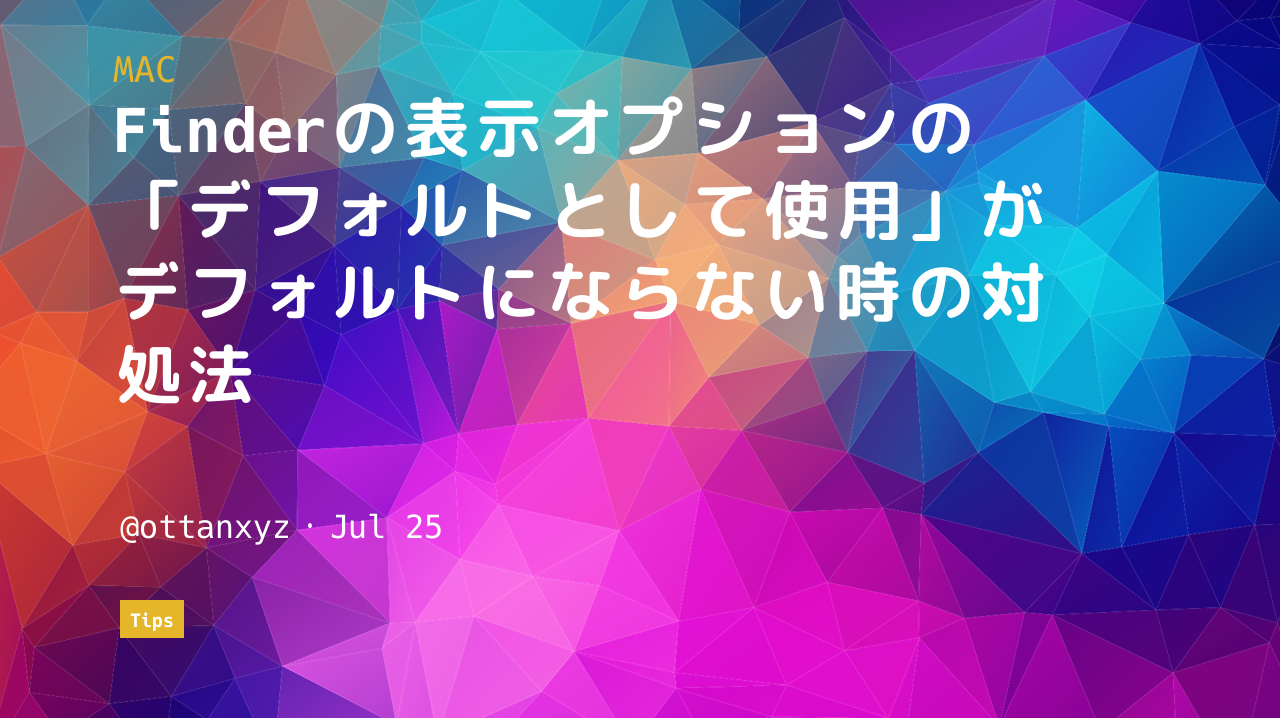 MAC
Finderの表示オプションの
「デフォルトとして使用」が
デフォルトにならない時の対
処法
@ottanxyz · Jul 25
Tips